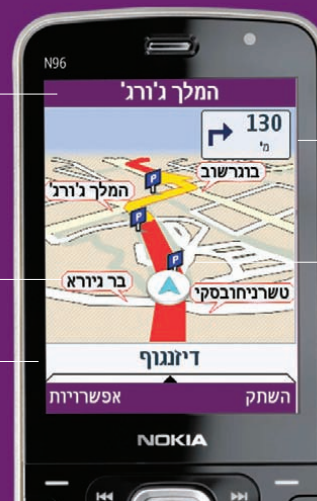 N96
המלך ג'ורג'
130
מ'
בוגרשוב
המלך ג'ורג'
P
P
בר גיורא
P
טשרניחובסקי
דיזנגוף
אפשרויות
השתק
NOKIA